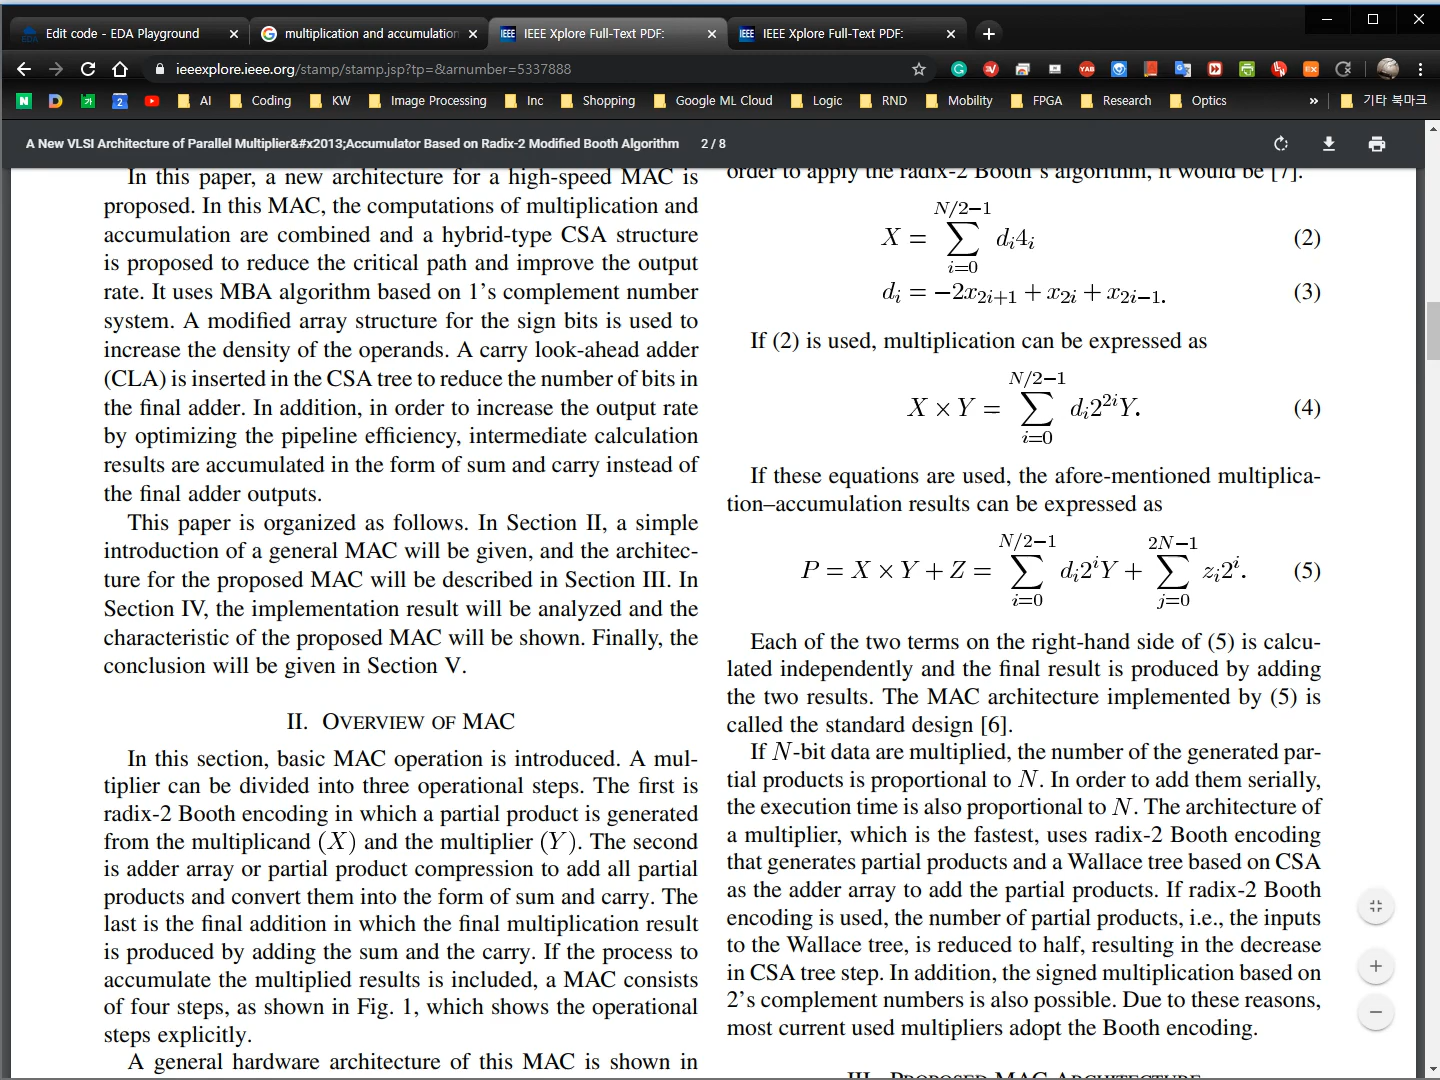 Edit code - EDA Playground
multiplication and accumulation
IEEE Xplore Full-Text PDF:
IEEE Xplore Full-Text PDF:
ieeexplore.ieee.org/stamp/stamp.jsp?tp=&arnumber=5337888
AI
Coding
KW
Image Processing
Inc
Shopping
Google ML Cloud
Logic
RND
Mobility
FPGA
Research
Optics
»
기타 북마크
A New VLSI Architecture of Parallel Multiplier&#x2013;Accumulator Based on Radix-2 Modified Booth Algorithm 2 / 8
In this paper, a new architecture for a high-speed MAC is
proposed. In this MAC, the computations of multiplication and
accumulation are combined and a hybrid-type CSA structure
is proposed to reduce the critical path and improve the output
rate. It uses MBA algorithm based on 1's complement number
system. A modified array structure for the sign bits is used to
increase the density of the operands. A carry look-ahead adder
(CLA) is inserted in the CSA tree to reduce the number of bits in
the final adder. In addition, in order to increase the output rate
by optimizing the pipeline efficiency, intermediate calculation
results are accumulated in the form of sum and carry instead of
the final adder outputs.
This paper is organized as follows. In Section II, a simple
introduction of a general MAC will be given, and the architec-
ture for the proposed MAC will be described in Section III. In
Section IV, the implementation result will be analyzed and the
characteristic of the proposed MAC will be shown. Finally, the
conclusion will be given in Section V.
II. OVERVIEW OF MAC
In this section, basic MAC operation is introduced. A mul-
tiplier can be divided into three operational steps. The first is
radix-2 Booth encoding in which a partial product is generated
from the multiplicand (X) and the multiplier (Y). The second
is adder array or partial product compression to add all partial
products and convert them into the form of sum and carry. The
last is the final addition in which the final multiplication result
is produced by adding the sum and the carry. If the process to
accumulate the multiplied results is included, a MAC consists
of four steps, as shown in Fig. 1, which shows the operational
steps explicitly.
A general hardware architecture of this MAC is shown in
order to apply the radix-2 Booth's algorithm, it would be [7].
X = ∑_{i=0}^{N/2−1} d_i 4_i (2)
d_i = −2x_{2i+1} + x_{2i} + x_{2i−1}. (3)
If (2) is used, multiplication can be expressed as
X × Y = ∑_{i=0}^{N/2−1} d_i 2^{2i} Y. (4)
If these equations are used, the afore-mentioned multiplica-
tion–accumulation results can be expressed as
P = X × Y + Z = ∑_{i=0}^{N/2−1} d_i 2^i Y + ∑_{j=0}^{2N−1} z_i 2^i. (5)
Each of the two terms on the right-hand side of (5) is calcu-
lated independently and the final result is produced by adding
the two results. The MAC architecture implemented by (5) is
called the standard design [6].
If N-bit data are multiplied, the number of the generated par-
tial products is proportional to N. In order to add them serially,
the execution time is also proportional to N. The architecture of
a multiplier, which is the fastest, uses radix-2 Booth encoding
that generates partial products and a Wallace tree based on CSA
as the adder array to add the partial products. If radix-2 Booth
encoding is used, the number of partial products, i.e., the inputs
to the Wallace tree, is reduced to half, resulting in the decrease
in CSA tree step. In addition, the signed multiplication based on
2's complement numbers is also possible. Due to these reasons,
most current used multipliers adopt the Booth encoding.
III. PROPOSED MAC ARCHITECTURE